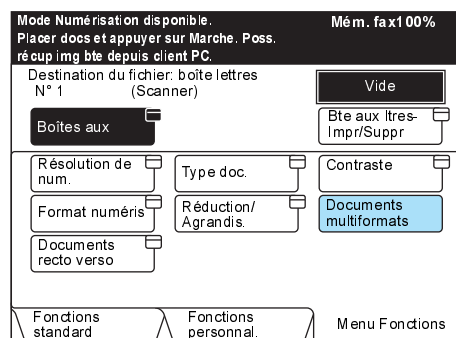 Mode Numérisation disponible.
Mém. fax100%
Placer docs et appuyer sur Marche. Poss.
récup img bte depuis client PC.
Destination du fichier: boîte lettres
N° 1 (Scanner)
Vide
Boîtes aux
Bte aux ltres-
Impr/Suppr
Résolution de
num.
Type doc.
Contraste
Format numéris
Réduction/
Agrandis.
Documents
multiformats
Documents
recto verso
Fonctions
standard
Fonctions
personnal.
Menu Fonctions